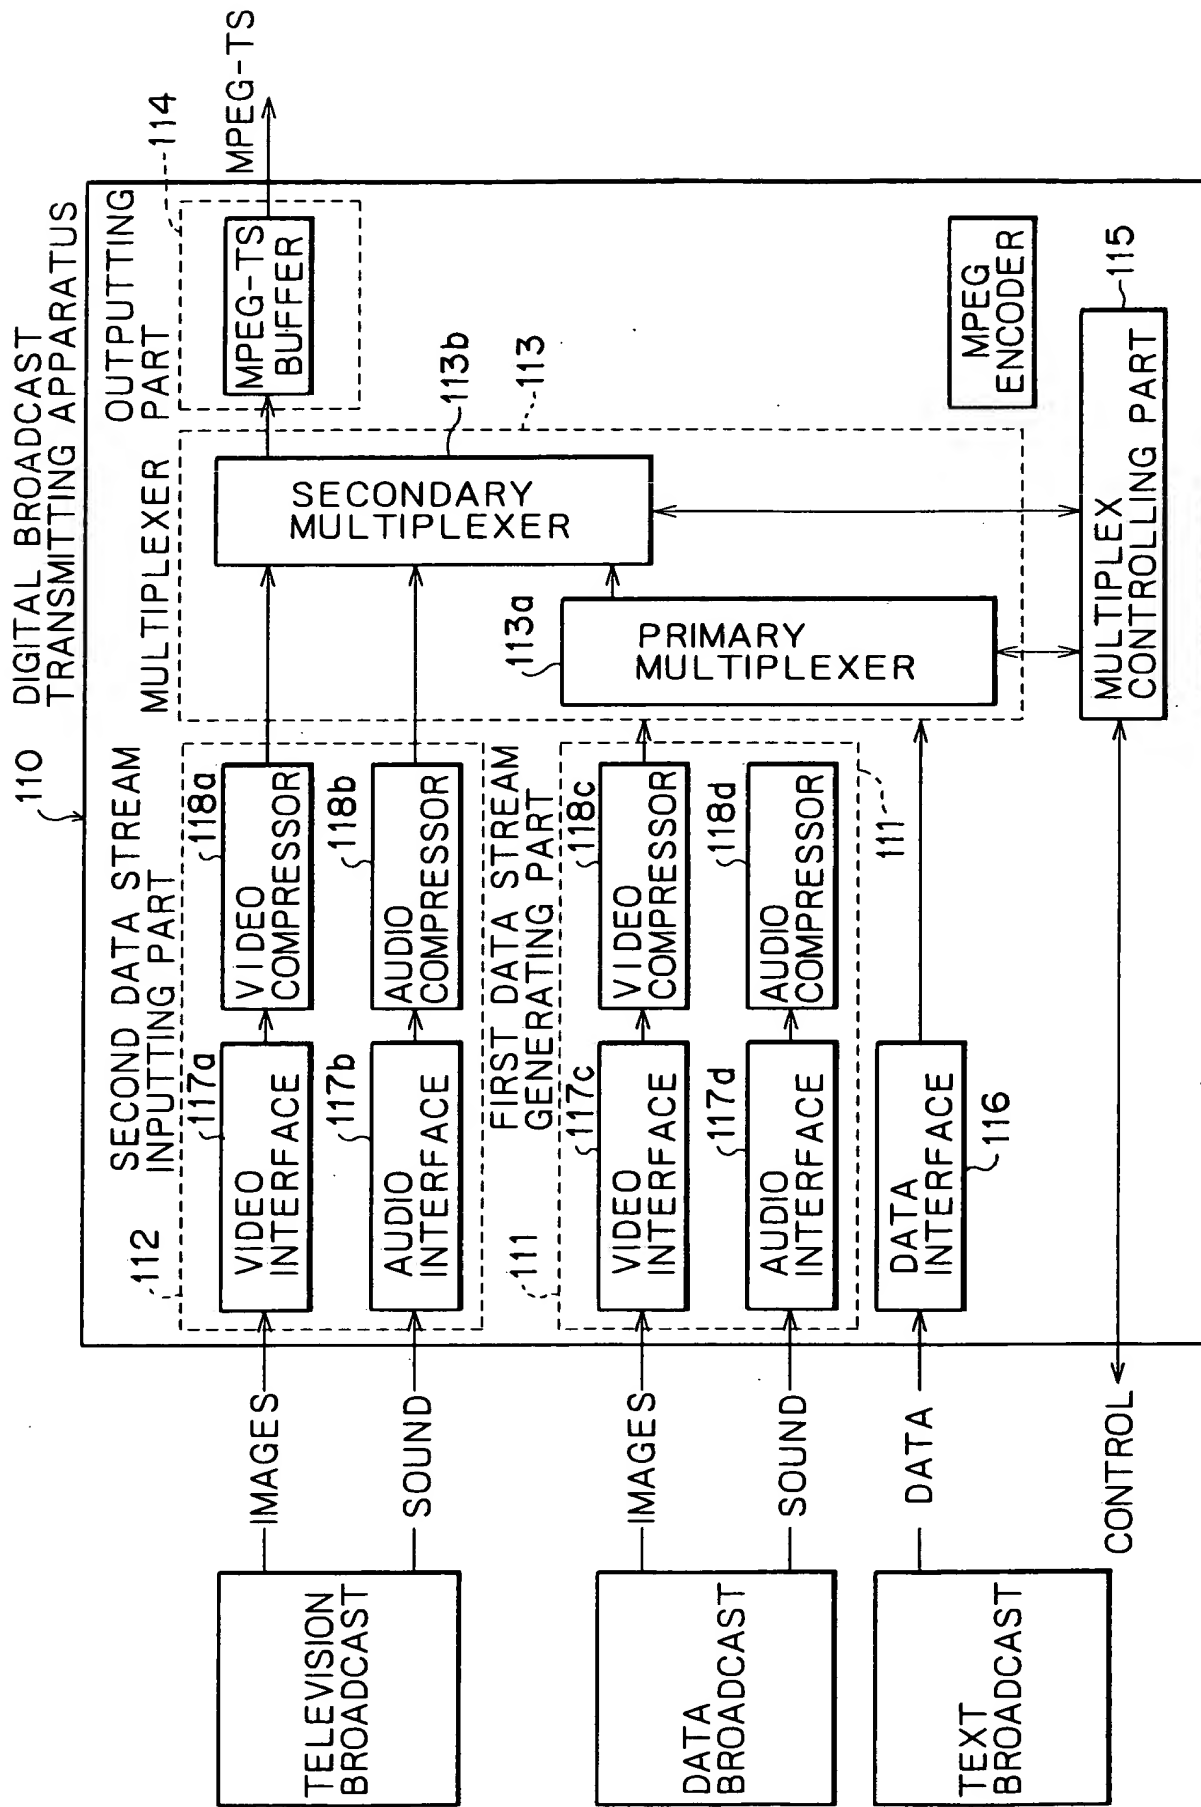 110
DIGITAL BROADCAST
TRANSMITTING APPARATUS
SECOND DATA STREAM
INPUTTING PART
112
MULTIPLEXER
OUTPUTTING
PART
114
TELEVISION
BROADCAST
IMAGES
117a
VIDEO
INTERFACE
118a
VIDEO
COMPRESSOR
SECONDARY
MULTIPLEXER
113b
MPEG-TS
BUFFER
MPEG-TS
SOUND
117b
AUDIO
INTERFACE
118b
AUDIO
COMPRESSOR
113
FIRST DATA STREAM
GENERATING PART
111
113a
PRIMARY
MULTIPLEXER
DATA
BROADCAST
IMAGES
117c
VIDEO
INTERFACE
118c
VIDEO
COMPRESSOR
SOUND
117d
AUDIO
INTERFACE
118d
AUDIO
COMPRESSOR
111
TEXT
BROADCAST
DATA
DATA
INTERFACE
116
MPEG
ENCODER
CONTROL
MULTIPLEX
CONTROLLING PART
115